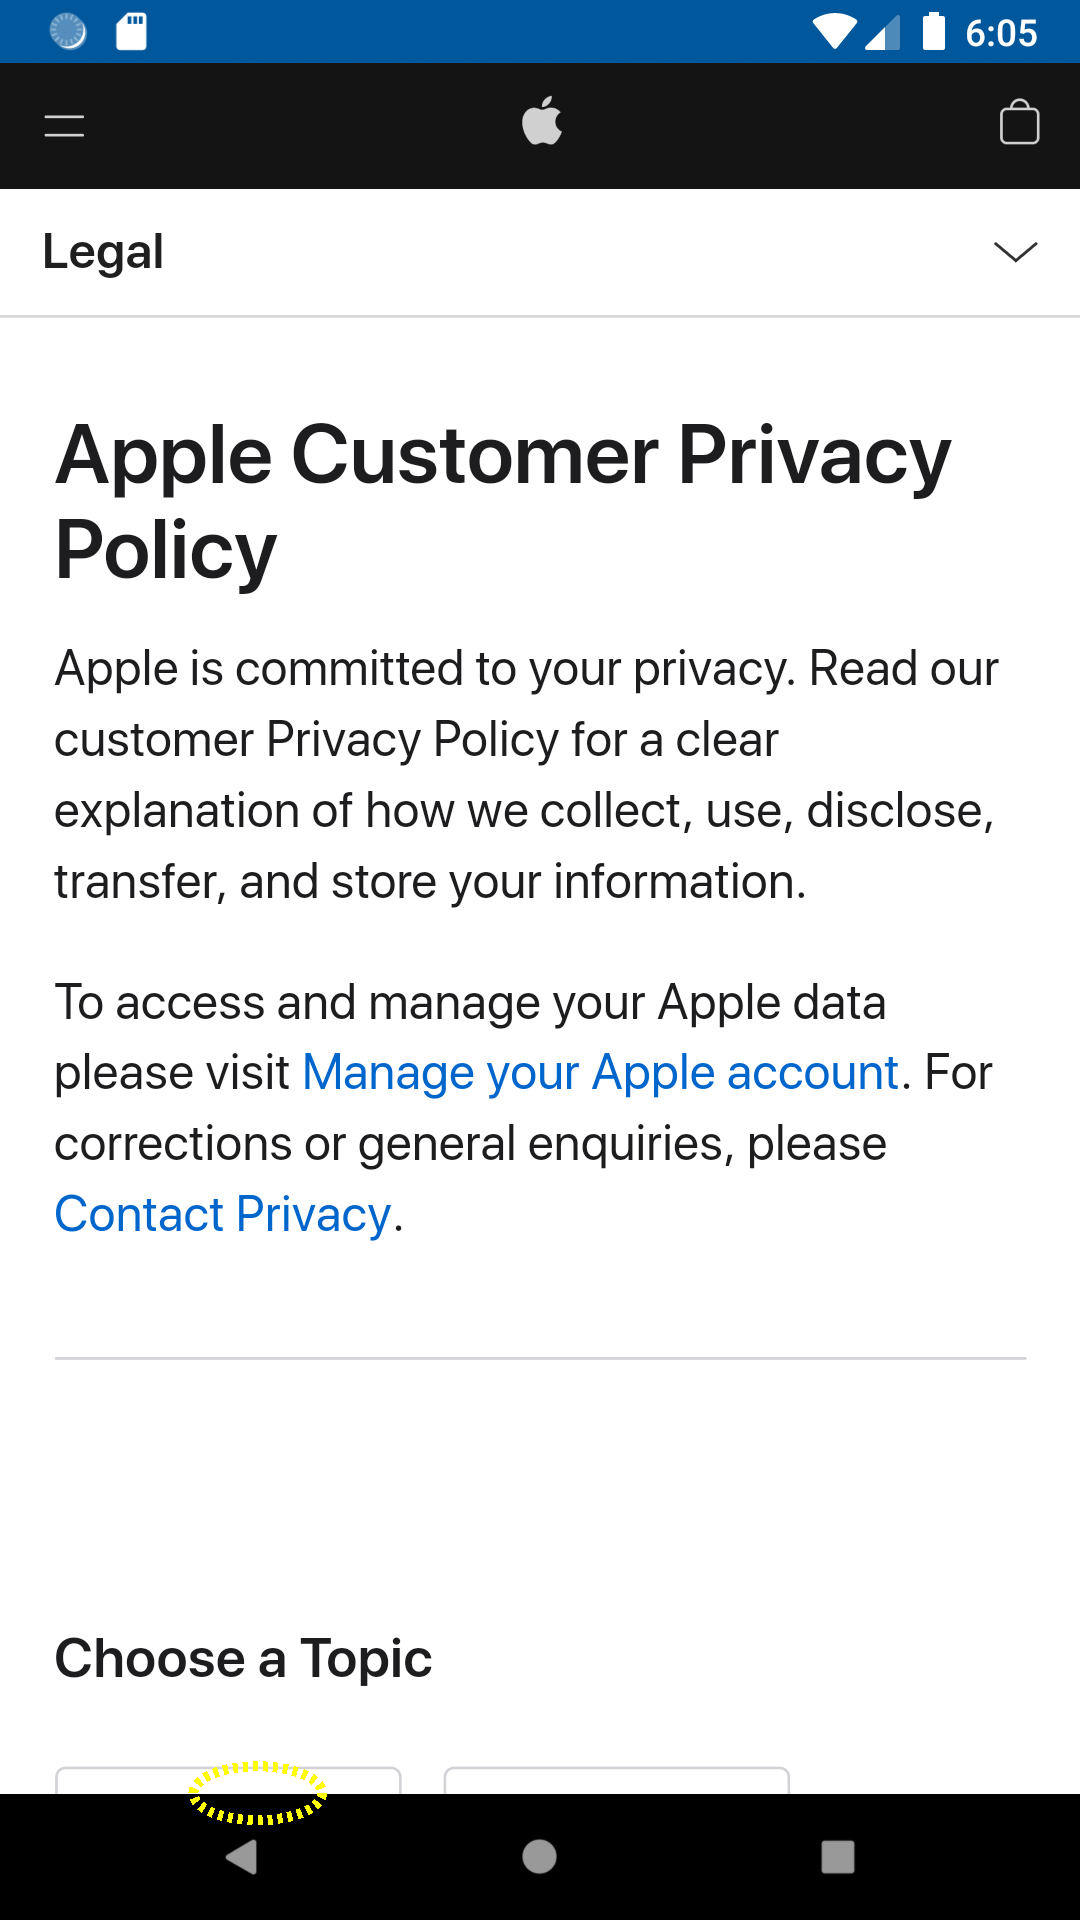 6:05
Legal
Apple Customer Privacy
Policy
Apple is committed to your privacy. Read our
customer Privacy Policy for a clear
explanation of how we collect, use, disclose,
transfer, and store your information.
To access and manage your Apple data
please visit Manage your Apple account. For
corrections or general enquiries, please
Contact Privacy.
Choose a Topic